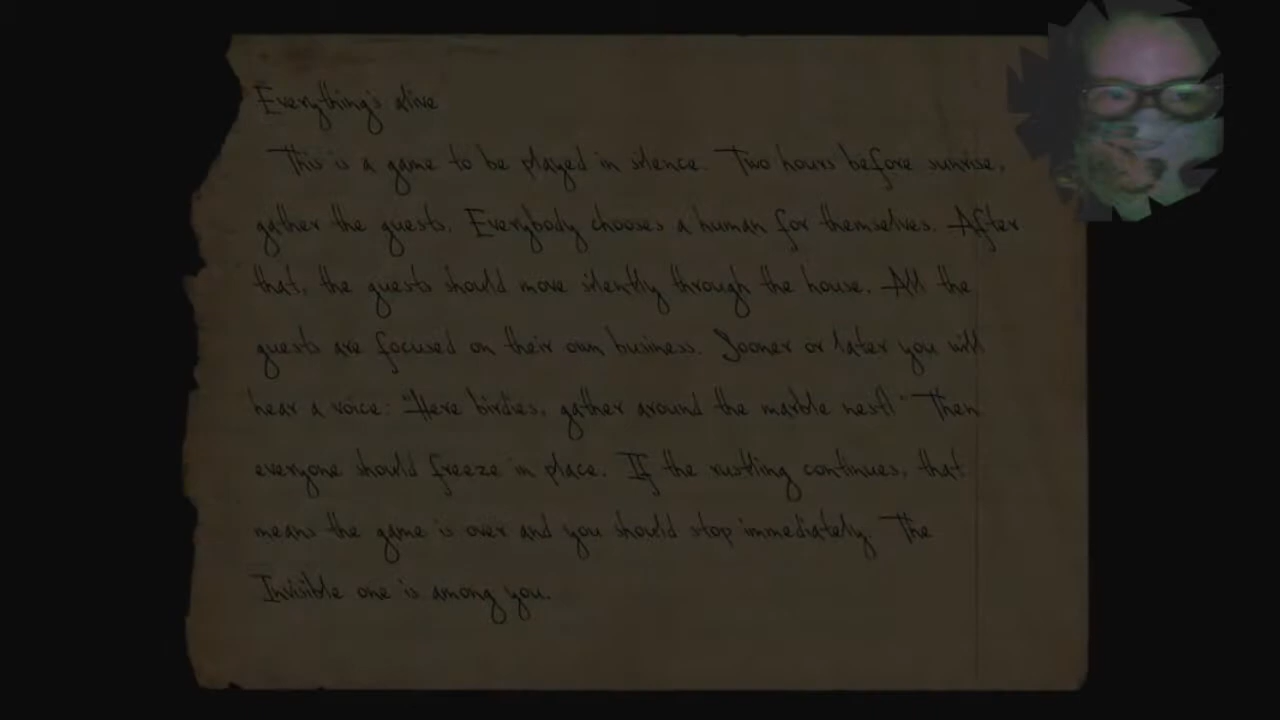 Everything's alive
This is a game to be played in silence. Two hours before sunrise,
gather the guests. Everybody chooses a human for themselves. After
that, the guests should move silently through the house. All the
guests are focused on their own business. Sooner or later you will
hear a voice: "Here birdies, gather around the marble nest!" Then
everyone should freeze in place. If the rustling continues, that
means the game is over and you should stop immediately. The
Invisible one is among you.